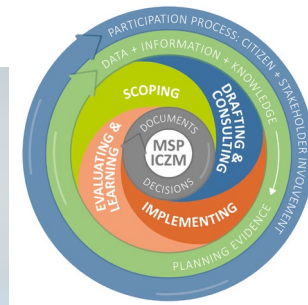 PARTICIPATION PROCESS: CITIZEN + STAKEHOLDER INVOLVEMENT
DATA + INFORMATION + KNOWLEDGE
SCOPING
DRAFTING &
CONSULTING
DOCUMENTS
MSP
ICZM
DECISIONS
EVALUATING &
LEARNING
IMPLEMENTING
PLANNING EVIDENCE